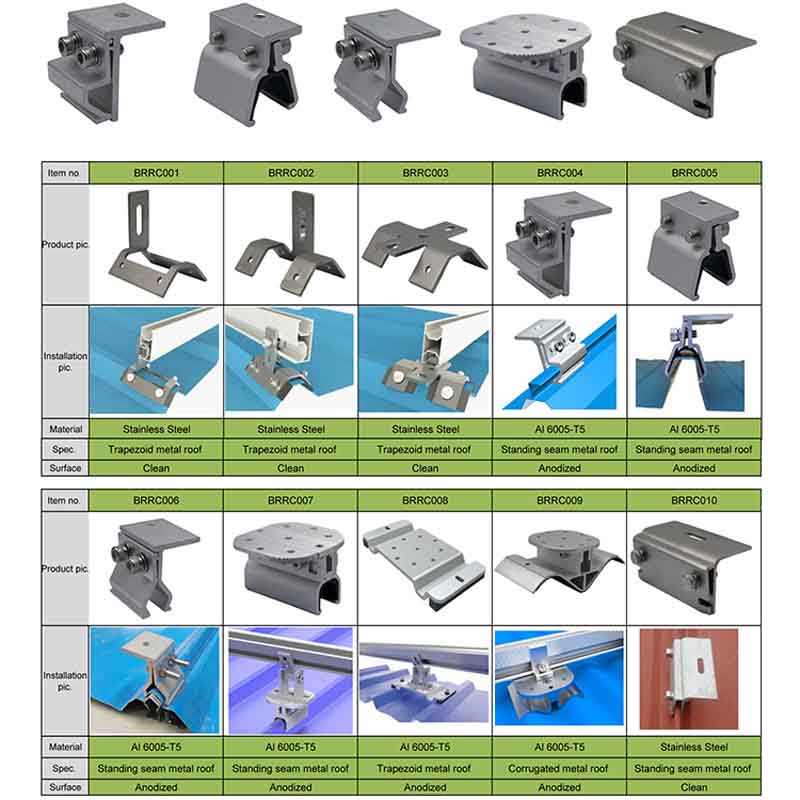 Item no. BRRC001 BRRC002 BRRC003 BRRC004 BRRC005
Product pic.
Installation
pic.
Material Stainless Steel Stainless Steel Stainless Steel Al 6005-T5 Al 6005-T5
Spec. Trapezoid metal roof Trapezoid metal roof Trapezoid metal roof Standing seam metal roof Standing seam metal roof
Surface Clean Clean Clean Anodized Anodized
Item no. BRRC006 BRRC007 BRRC008 BRRC009 BRRC010
Product pic.
Installation
pic.
Material Al 6005-T5 Al 6005-T5 Al 6005-T5 Al 6005-T5 Stainless Steel
Spec. Standing seam metal roof Standing seam metal roof Trapezoid metal roof Corrugated metal roof Standing seam metal roof
Surface Anodized Anodized Anodized Anodized Clean